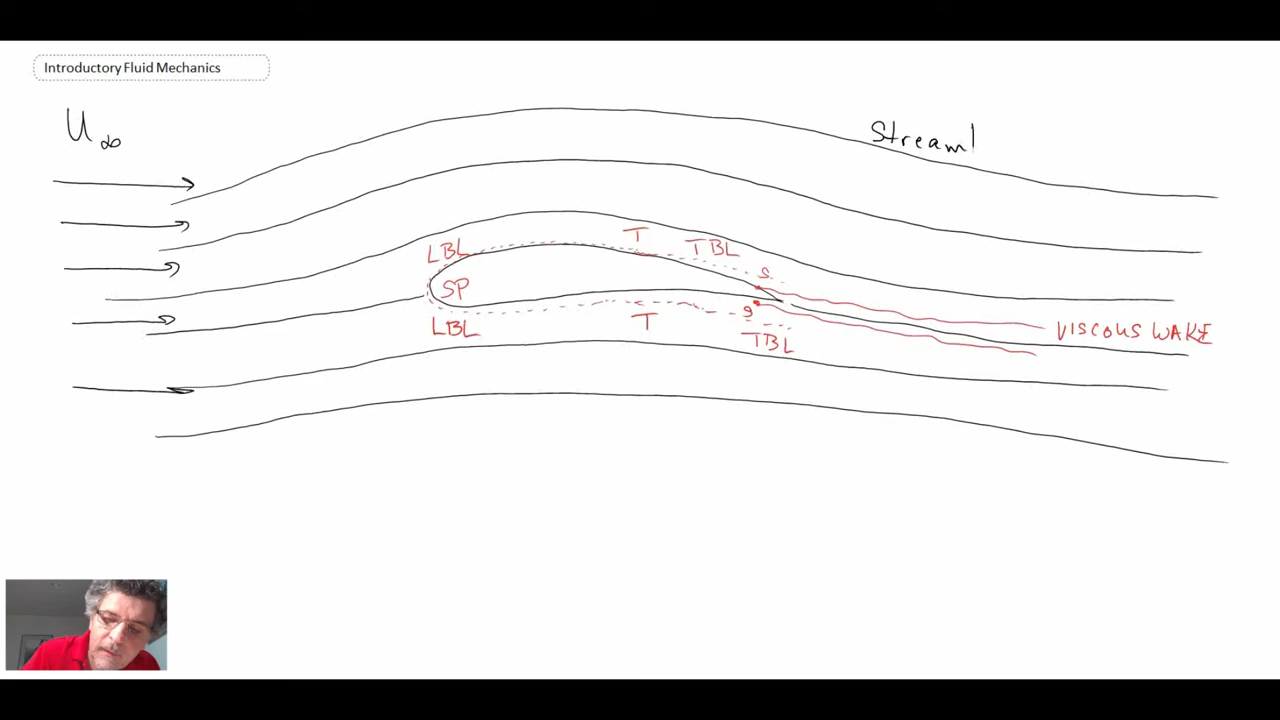 Introductory Fluid Mechanics
U∞
Streaml
LBL
T
TBL
S
SP
S
LBL
T
TBL
VISCOUS WAKE